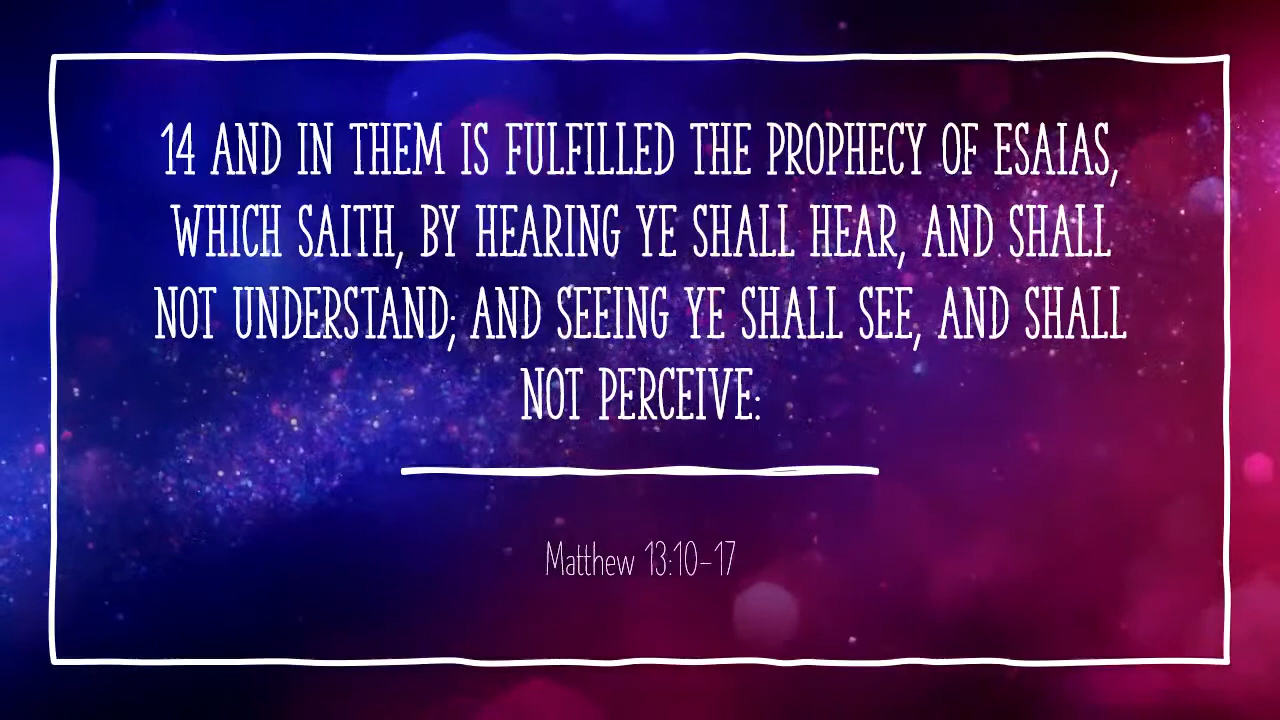 14 AND IN THEM IS FULFILLED THE PROPHECY OF ESAIAS,
WHICH SAITH, BY HEARING YE SHALL HEAR, AND SHALL
NOT UNDERSTAND; AND SEEING YE SHALL SEE, AND SHALL
NOT PERCEIVE:
Matthew 13:10-17